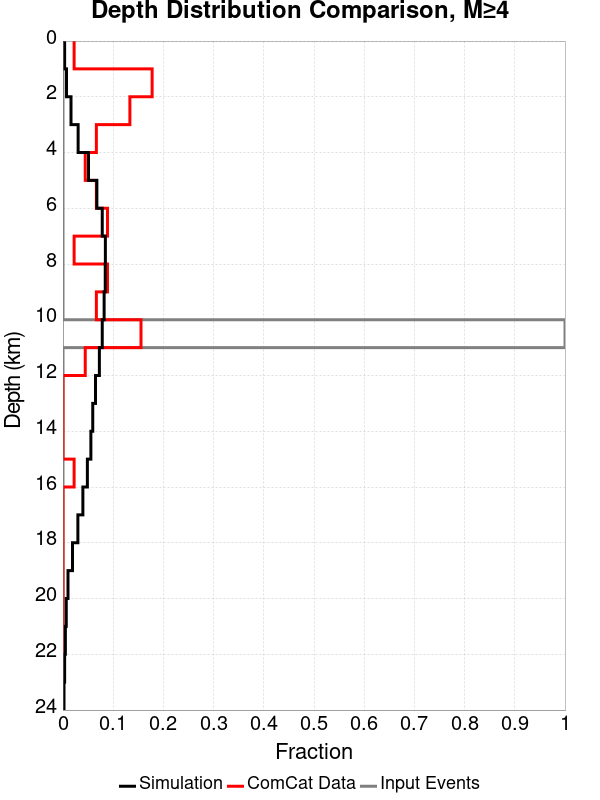 Depth Distribution Comparison, M≥4
0
2
4
6
8
10
12
14
16
18
20
22
24
Depth (km)
0 0.1 0.2 0.3 0.4 0.5 0.6 0.7 0.8 0.9 1
Fraction
Simulation ComCat Data Input Events